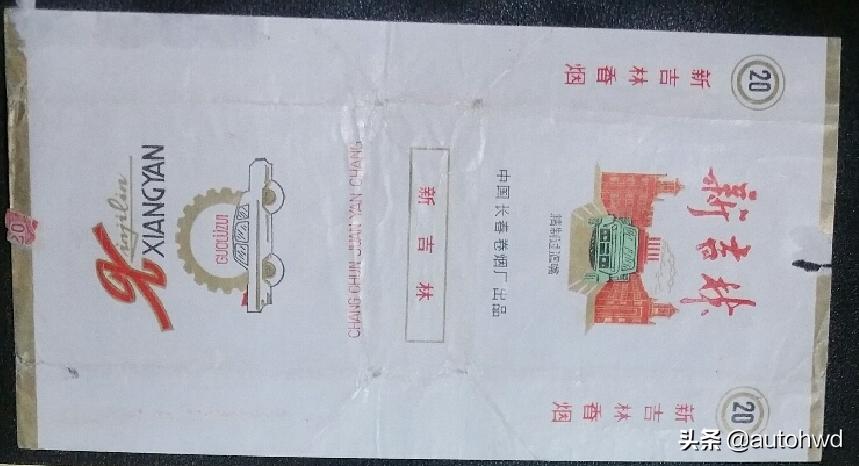 20
新吉林香烟
新吉林
精制过滤嘴
中国长春卷烟厂出品
新吉林
CHANG CHUN JUAN YAN CHANG
GUOLÜZUI
Xinjilin
XIANGYAN
20
新吉林香烟
头条 @autohwd